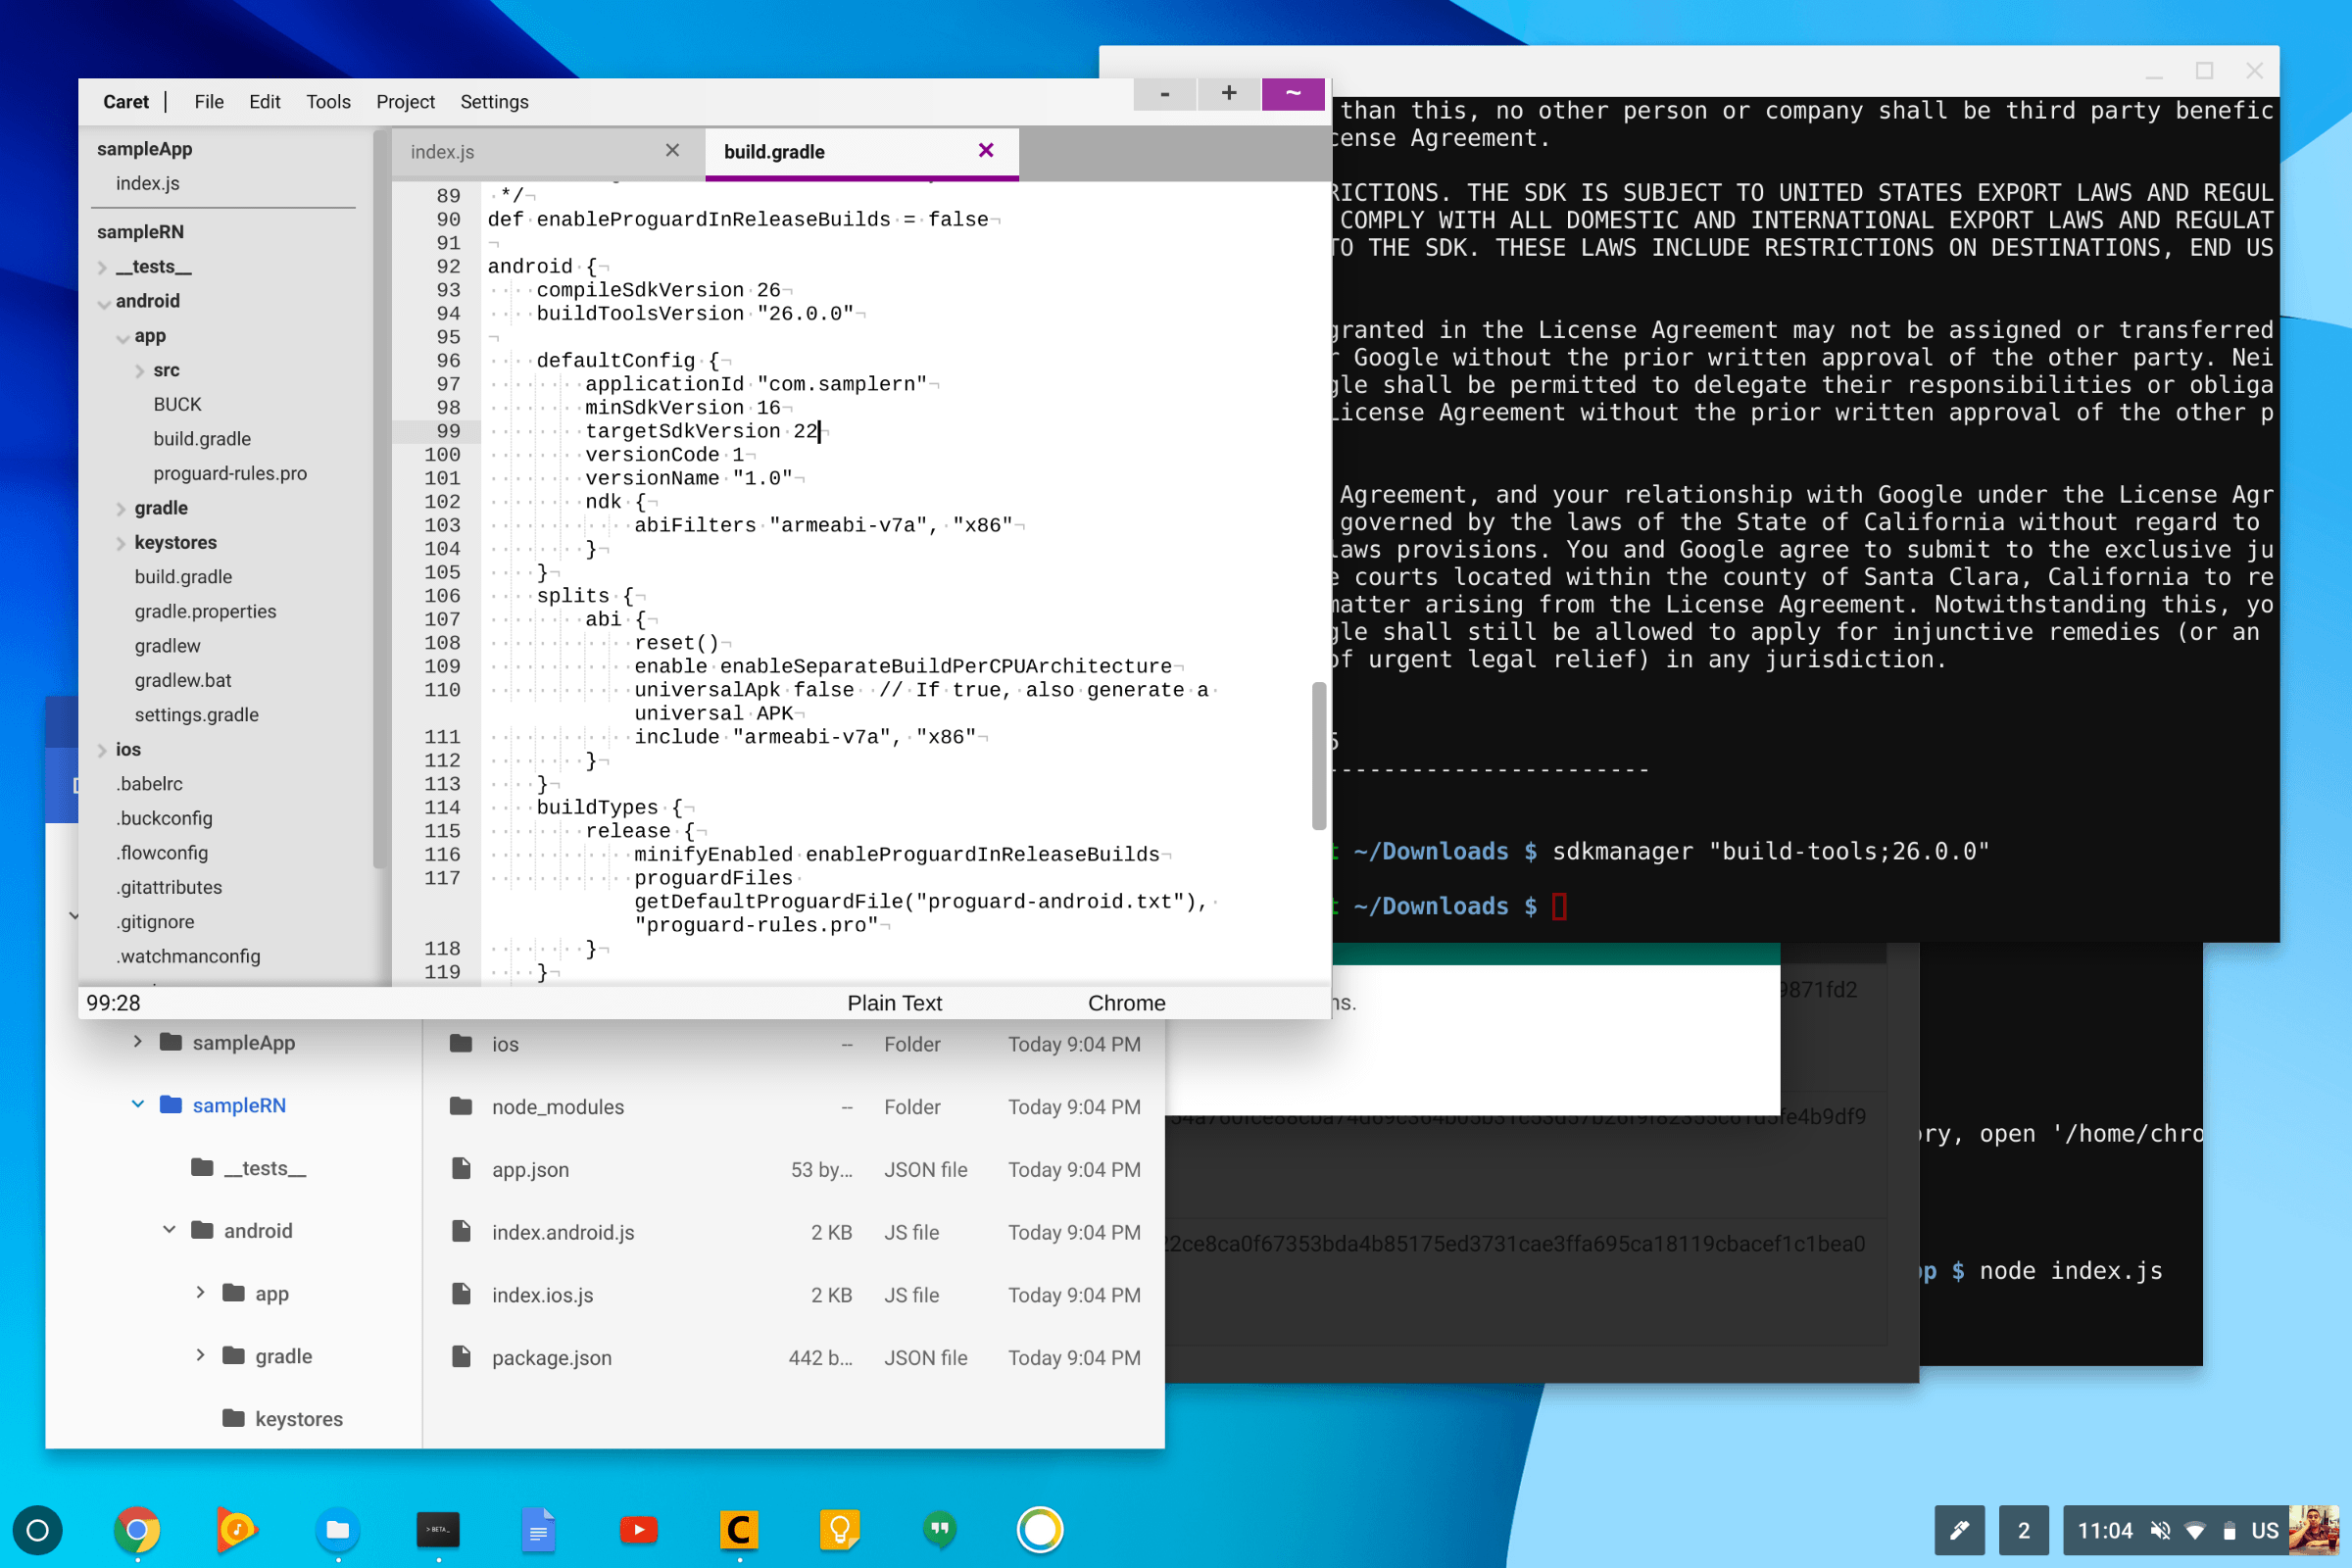 Caret | File Edit Tools Project Settings
- + ~
sampleApp
index.js
sampleRN
__tests__
android
app
src
BUCK
build.gradle
proguard-rules.pro
gradle
keystores
build.gradle
gradle.properties
gradlew
gradlew.bat
settings.gradle
ios
.babelrc
.buckconfig
.flowconfig
.gitattributes
.gitignore
.watchmanconfig
index.js
build.gradle
89 */
90 def enableProguardInReleaseBuilds = false
91
92 android {
93 compileSdkVersion 26
94 buildToolsVersion "26.0.0"
95
96 defaultConfig {
97 applicationId "com.samplern"
98 minSdkVersion 16
99 targetSdkVersion 22
100 versionCode 1
101 versionName "1.0"
102 ndk {
103 abiFilters "armeabi-v7a", "x86"
104 }
105 }
106 splits {
107 abi {
108 reset()
109 enable enableSeparateBuildPerCPUArchitecture
110 universalApk false // If true, also generate a
universal APK
111 include "armeabi-v7a", "x86"
112 }
113 }
114 buildTypes {
115 release {
116 minifyEnabled enableProguardInReleaseBuilds
117 proguardFiles
getDefaultProguardFile("proguard-android.txt"),
"proguard-rules.pro"
118 }
119 }
99:28 Plain Text Chrome
than this, no other person or company shall be third party benefic
cense Agreement.
RICTIONS. THE SDK IS SUBJECT TO UNITED STATES EXPORT LAWS AND REGUL
COMPLY WITH ALL DOMESTIC AND INTERNATIONAL EXPORT LAWS AND REGULAT
TO THE SDK. THESE LAWS INCLUDE RESTRICTIONS ON DESTINATIONS, END US
granted in the License Agreement may not be assigned or transferred
r Google without the prior written approval of the other party. Nei
gle shall be permitted to delegate their responsibilities or obliga
License Agreement without the prior written approval of the other p
Agreement, and your relationship with Google under the License Agr
governed by the laws of the State of California without regard to
laws provisions. You and Google agree to submit to the exclusive ju
e courts located within the county of Santa Clara, California to re
matter arising from the License Agreement. Notwithstanding this, yo
gle shall still be allowed to apply for injunctive remedies (or an
of urgent legal relief) in any jurisdiction.
-----------------------
~/Downloads $ sdkmanager "build-tools;26.0.0"
~/Downloads $
ns.
9871fd2
fe4b9df9
22ce8ca0f67353bda4b85175ed3731cae3ffa695ca18119cbacef1c1bea0
ory, open '/home/chro
pp $ node index.js
sampleApp
sampleRN
__tests__
android
app
gradle
keystores
ios -- Folder Today 9:04 PM
node_modules -- Folder Today 9:04 PM
app.json 53 by... JSON file Today 9:04 PM
index.android.js 2 KB JS file Today 9:04 PM
index.ios.js 2 KB JS file Today 9:04 PM
package.json 442 b... JSON file Today 9:04 PM
> BETA_
C
2
11:04 US